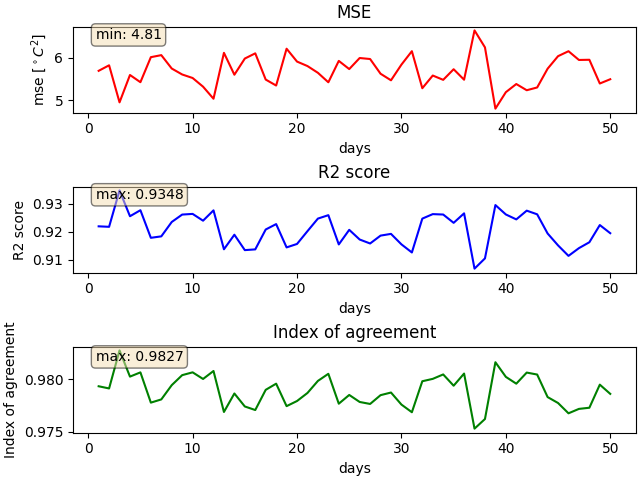 MSE
min: 4.81
mse [°C²]
6
5
0 10 20 30 40 50
days
R2 score
max: 0.9348
R2 score
0.93
0.92
0.91
0 10 20 30 40 50
days
Index of agreement
max: 0.9827
Index of agreement
0.980
0.975
0 10 20 30 40 50
days